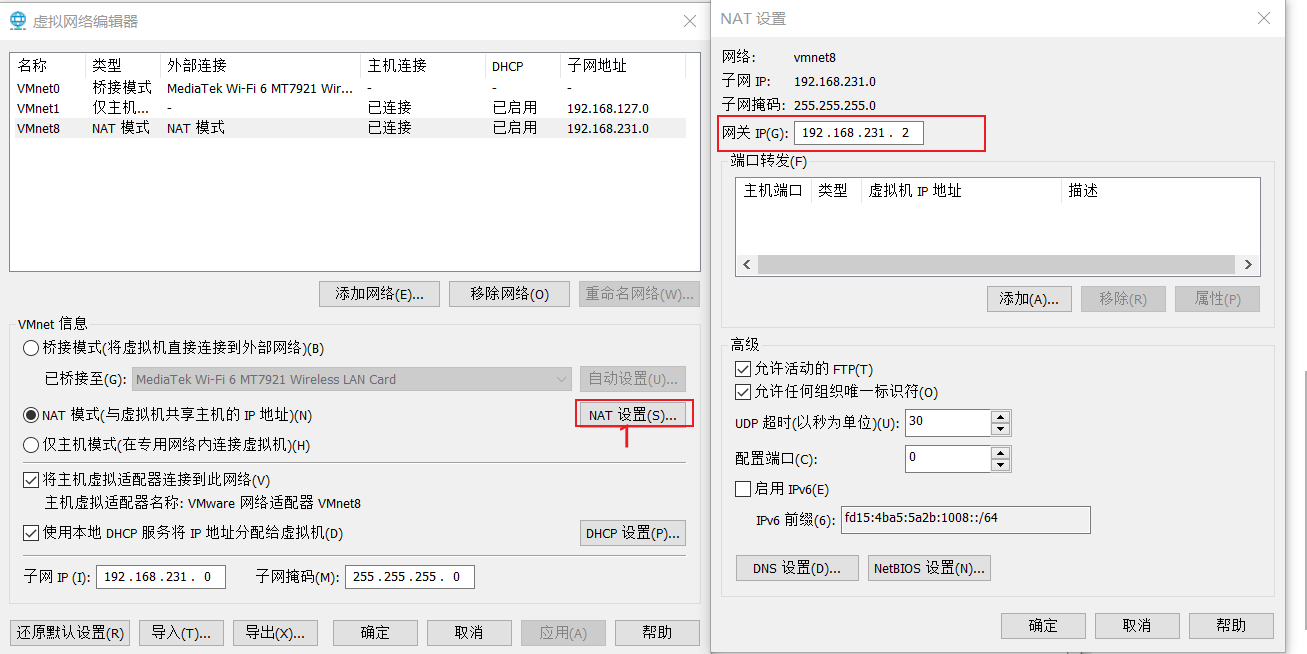 虚拟网络编辑器
名称 类型 外部连接 主机连接 DHCP 子网地址
VMnet0 桥接模式 MediaTek Wi-Fi 6 MT7921 Wir... - - -
VMnet1 仅主机... - 已连接 已启用 192.168.127.0
VMnet8 NAT 模式 NAT 模式 已连接 已启用 192.168.231.0
添加网络(E)... 移除网络(O) 重命名网络(W)...
VMnet 信息
桥接模式(将虚拟机直接连接到外部网络)(B)
已桥接至(G): MediaTek Wi-Fi 6 MT7921 Wireless LAN Card 自动设置(U)...
NAT 模式(与虚拟机共享主机的 IP 地址)(N) NAT 设置(S)...
1
仅主机模式(在专用网络内连接虚拟机)(H)
将主机虚拟适配器连接到此网络(V)
主机虚拟适配器名称: VMware 网络适配器 VMnet8
使用本地 DHCP 服务将 IP 地址分配给虚拟机(D) DHCP 设置(P)...
子网 IP (I): 192.168.231. 0 子网掩码(M): 255.255.255. 0
还原默认设置(R) 导入(T)... 导出(X)... 确定 取消 应用(A) 帮助
NAT 设置
网络: vmnet8
子网 IP: 192.168.231.0
子网掩码: 255.255.255.0
网关 IP(G): 192.168.231. 2
端口转发(F)
主机端口 类型 虚拟机 IP 地址 描述
添加(A)... 移除(R) 属性(P)
高级
允许活动的 FTP(T)
允许任何组织唯一标识符(O)
UDP 超时(以秒为单位)(U): 30
配置端口(C): 0
启用 IPv6(E)
IPv6 前缀(6): fd15:4ba5:5a2b:1008::/64
DNS 设置(D)... NetBIOS 设置(N)...
确定 取消 帮助